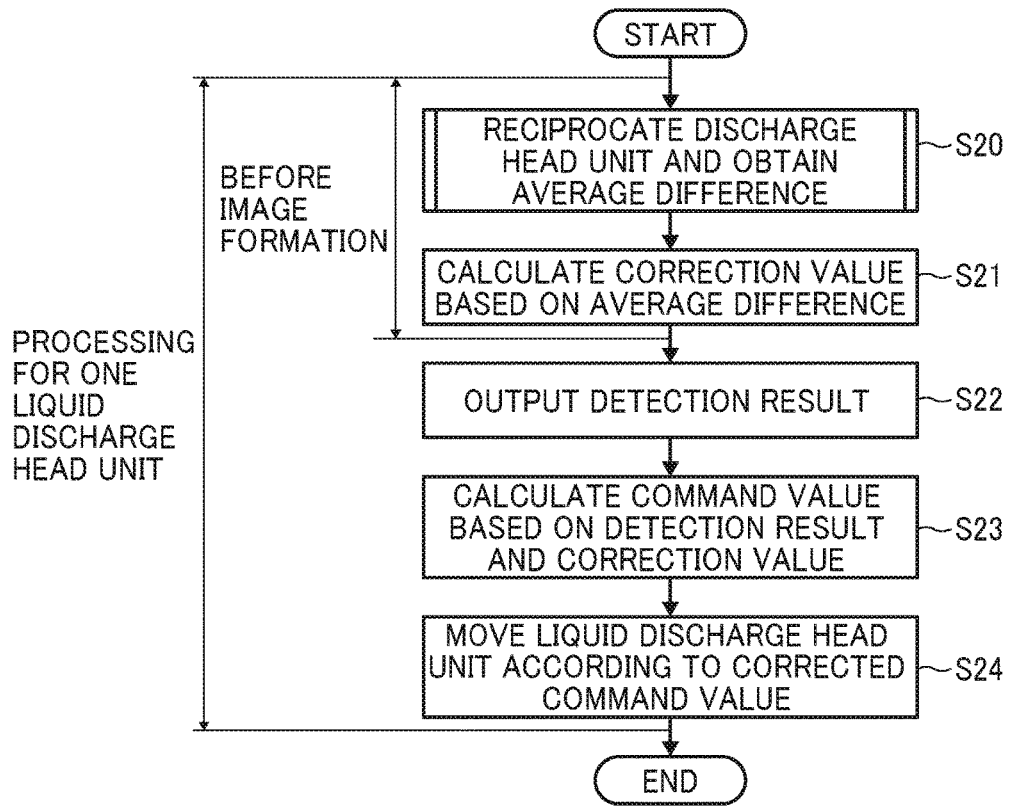 START
RECIPROCATE DISCHARGE
HEAD UNIT AND OBTAIN
AVERAGE DIFFERENCE
S20
BEFORE
IMAGE
FORMATION
CALCULATE CORRECTION VALUE
BASED ON AVERAGE DIFFERENCE
S21
PROCESSING
FOR ONE
LIQUID
DISCHARGE
HEAD UNIT
OUTPUT DETECTION RESULT
S22
CALCULATE COMMAND VALUE
BASED ON DETECTION RESULT
AND CORRECTION VALUE
S23
MOVE LIQUID DISCHARGE HEAD
UNIT ACCORDING TO CORRECTED
COMMAND VALUE
S24
END